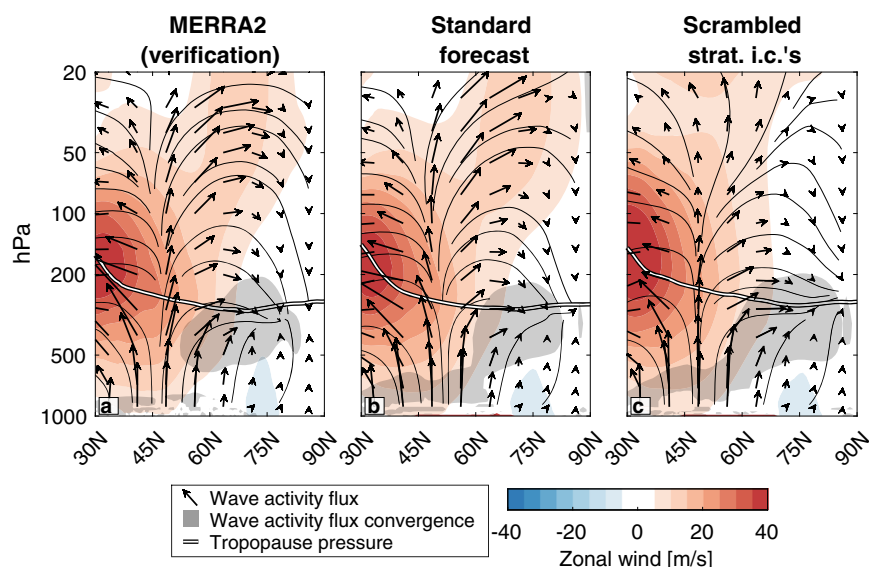 MERRA2
(verification)
Standard
forecast
Scrambled
strat. i.c.'s
hPa
20
50
100
200
500
1000
a
b
c
30N 45N 60N 75N 90N
30N 45N 60N 75N 90N
30N 45N 60N 75N 90N
Wave activity flux
Wave activity flux convergence
Tropopause pressure
-40 -20 0 20 40
Zonal wind [m/s]